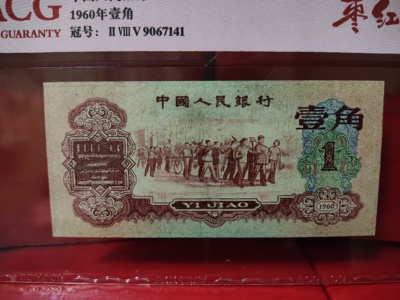 ACG
GUARANTY
1960年壹角
冠号: Ⅱ Ⅷ Ⅴ 9067141
枣红
中國人民銀行
壹角
1
YI JIAO
1960